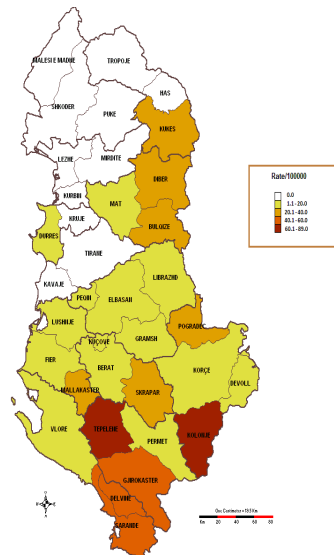 MALESI E MADHE
TROPOJE
HAS
SHKODER
PUKE
KUKES
LEZHE
MIRDITE
DIBER
KURBIN
MAT
KRUJE
BULQIZE
DURRES
TIRANE
KAVAJE
LIBRAZHD
PEQIN
ELBASAN
LUSHNJE
POGRADEC
KUÇOVE
GRAMSH
FIER
BERAT
KORÇE
DEVOLL
MALLAKASTER
SKRAPAR
VLORE
TEPELENE
KOLONJE
PERMET
GJIROKASTER
DELVINE
SARANDE
Rate/100000
0.0
1.1-20.0
20.1-40.0
40.1-60.0
60.1-89.0
Km 20 40 60 80